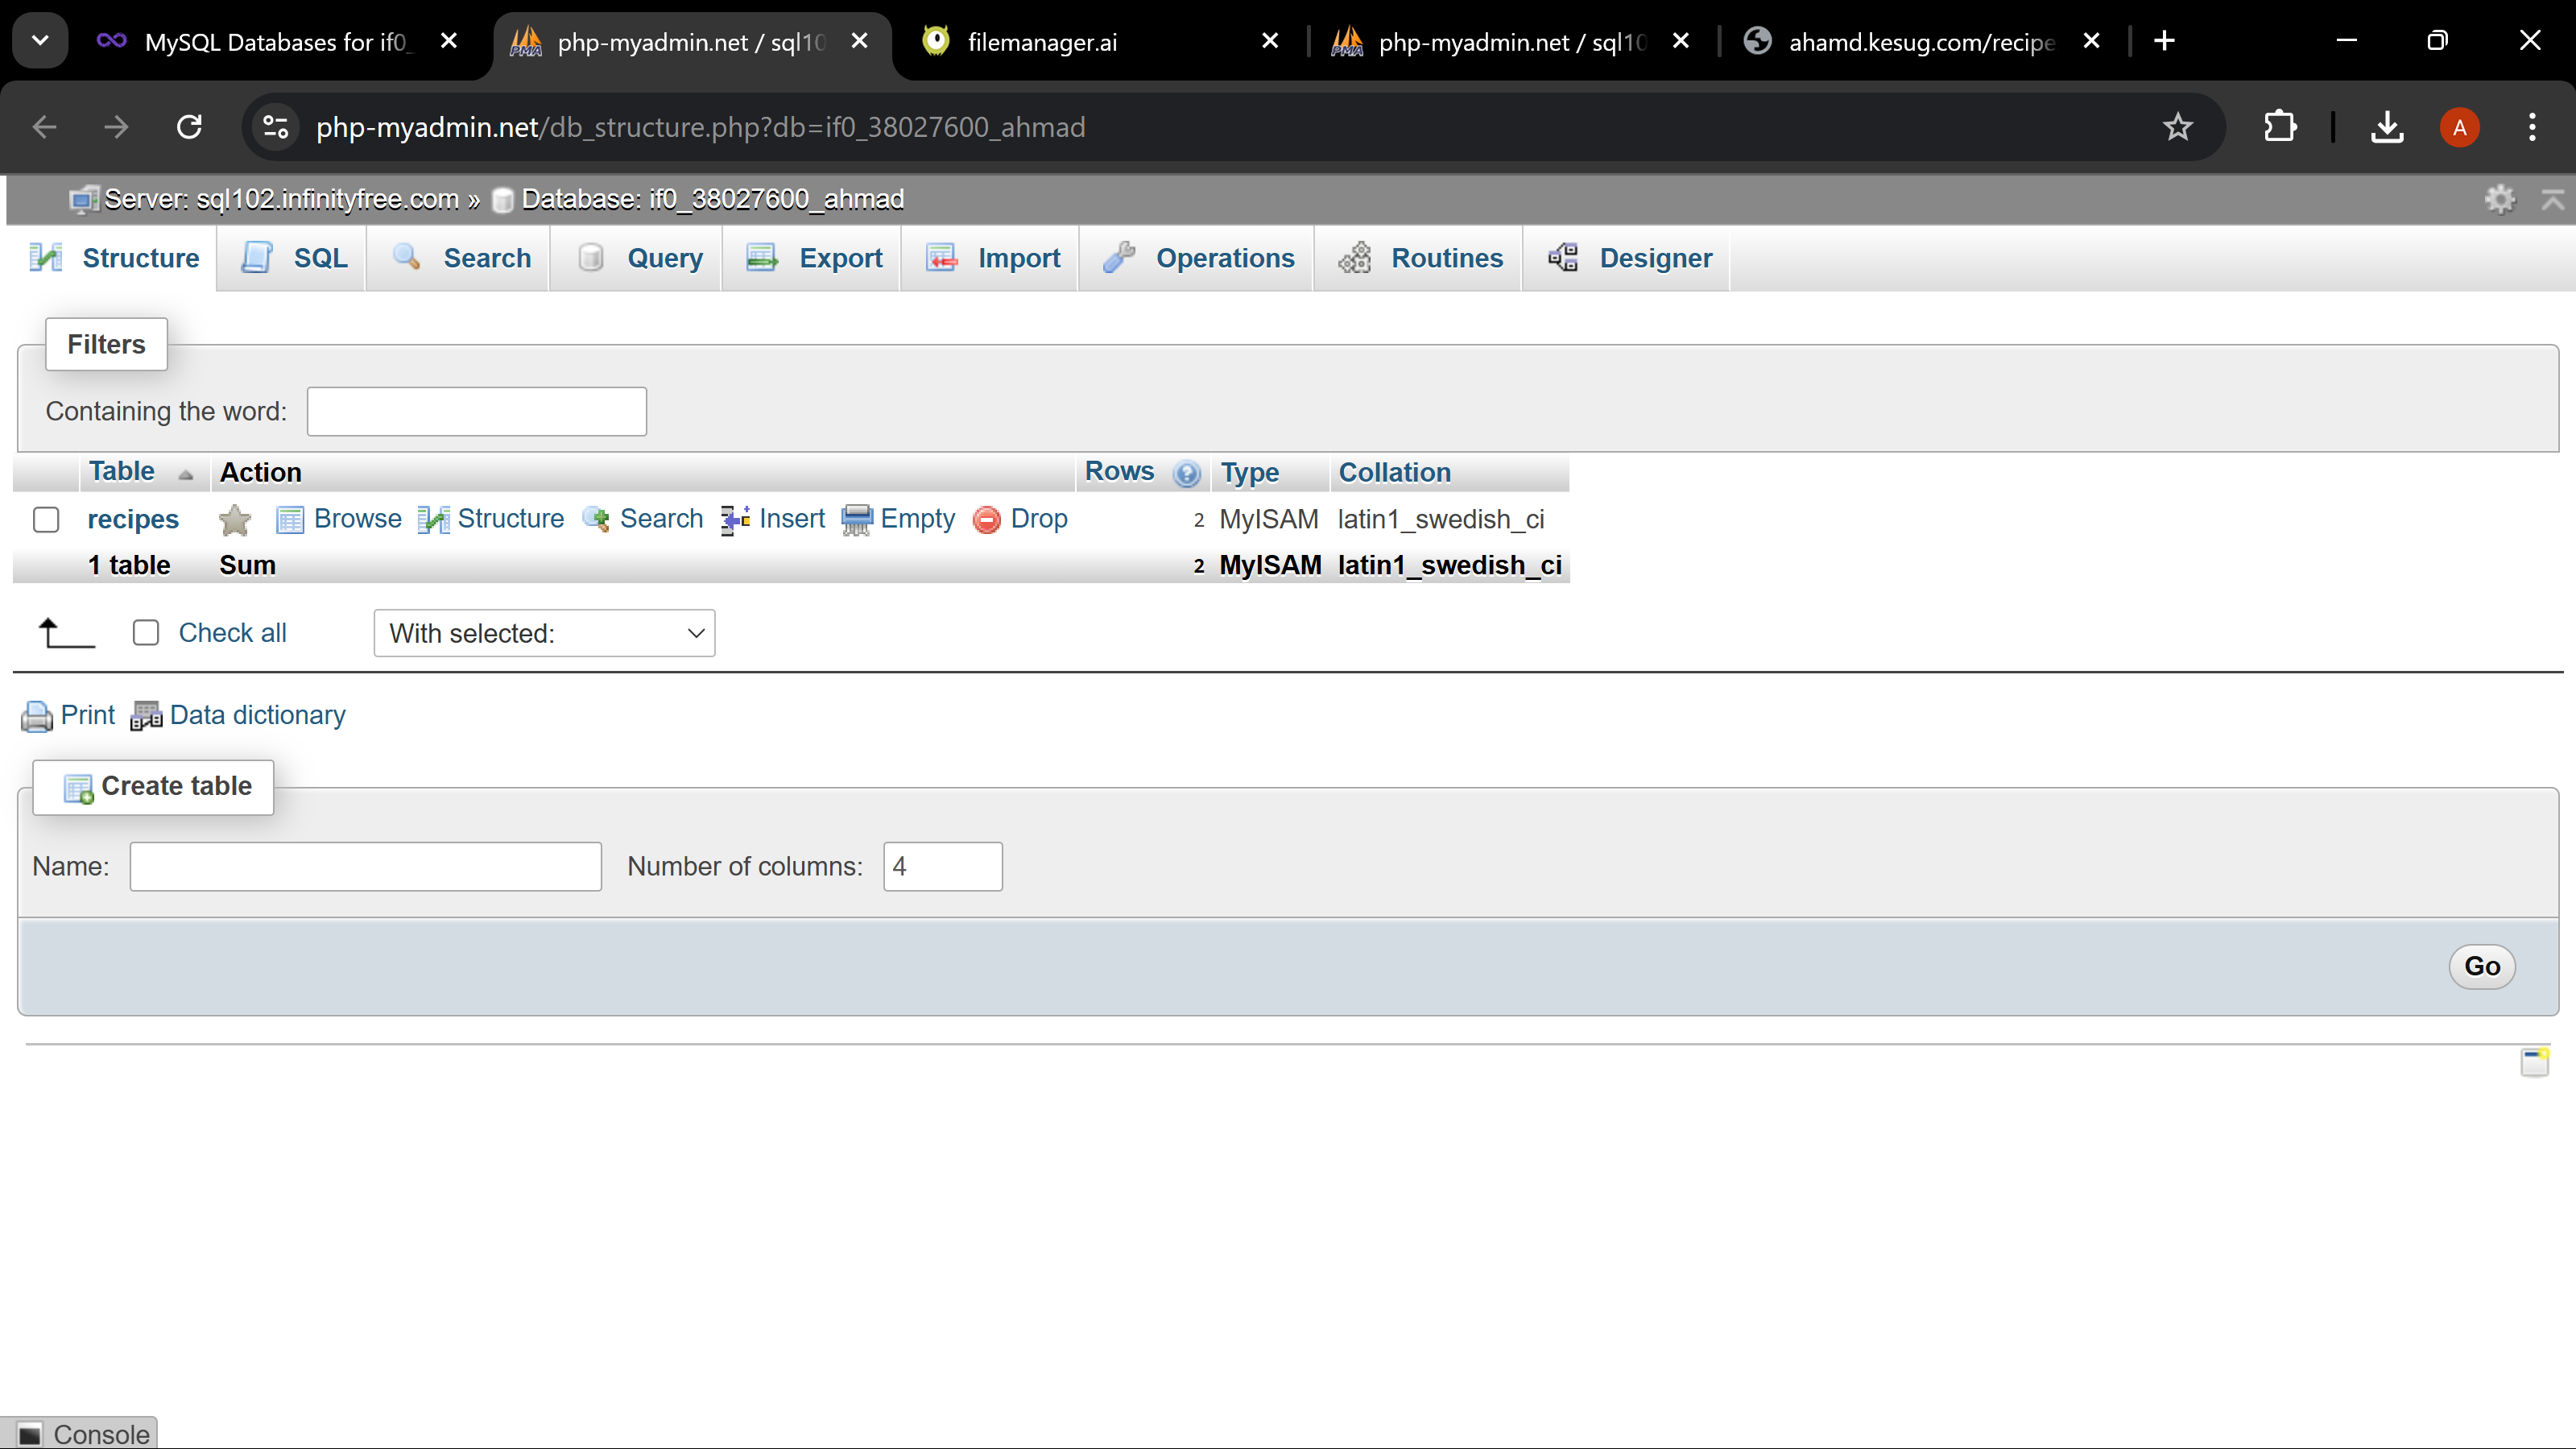 MySQL Databases for if0_ php-myadmin.net / sql10 filemanager.ai php-myadmin.net / sql10 ahamd.kesug.com/recipe
php-myadmin.net/db_structure.php?db=if0_38027600_ahmad A
Server: sql102.infinityfree.com » Database: if0_38027600_ahmad
Structure SQL Search Query Export Import Operations Routines Designer
Filters
Containing the word:
Table Action Rows Type Collation
recipes Browse Structure Search Insert Empty Drop 2 MyISAM latin1_swedish_ci
1 table Sum 2 MyISAM latin1_swedish_ci
Check all With selected:
Print Data dictionary
Create table
Name: Number of columns: 4
Go
Console